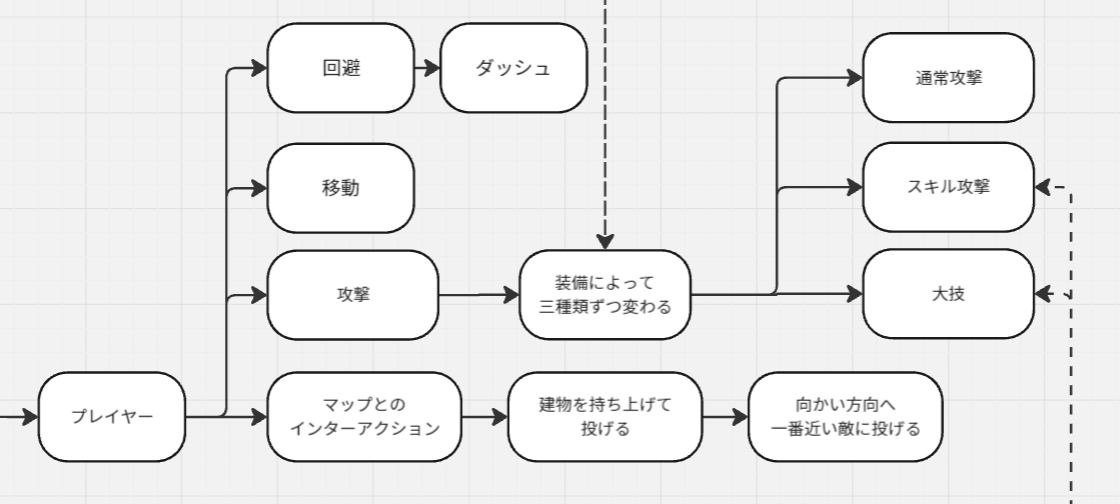 回避
ダッシュ
通常攻撃
移動
スキル攻撃
攻撃
装備によって
三種類ずつ変わる
大技
プレイヤー
マップとの
インターアクション
建物を持ち上げて
投げる
向かい方向へ
一番近い敵に投げる